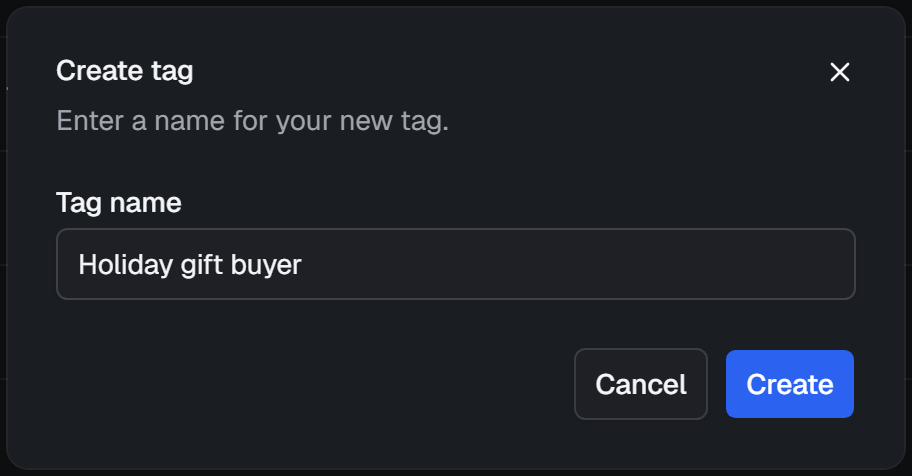 Create tag
Enter a name for your new tag.
Tag name
Holiday gift buyer
Cancel
Create